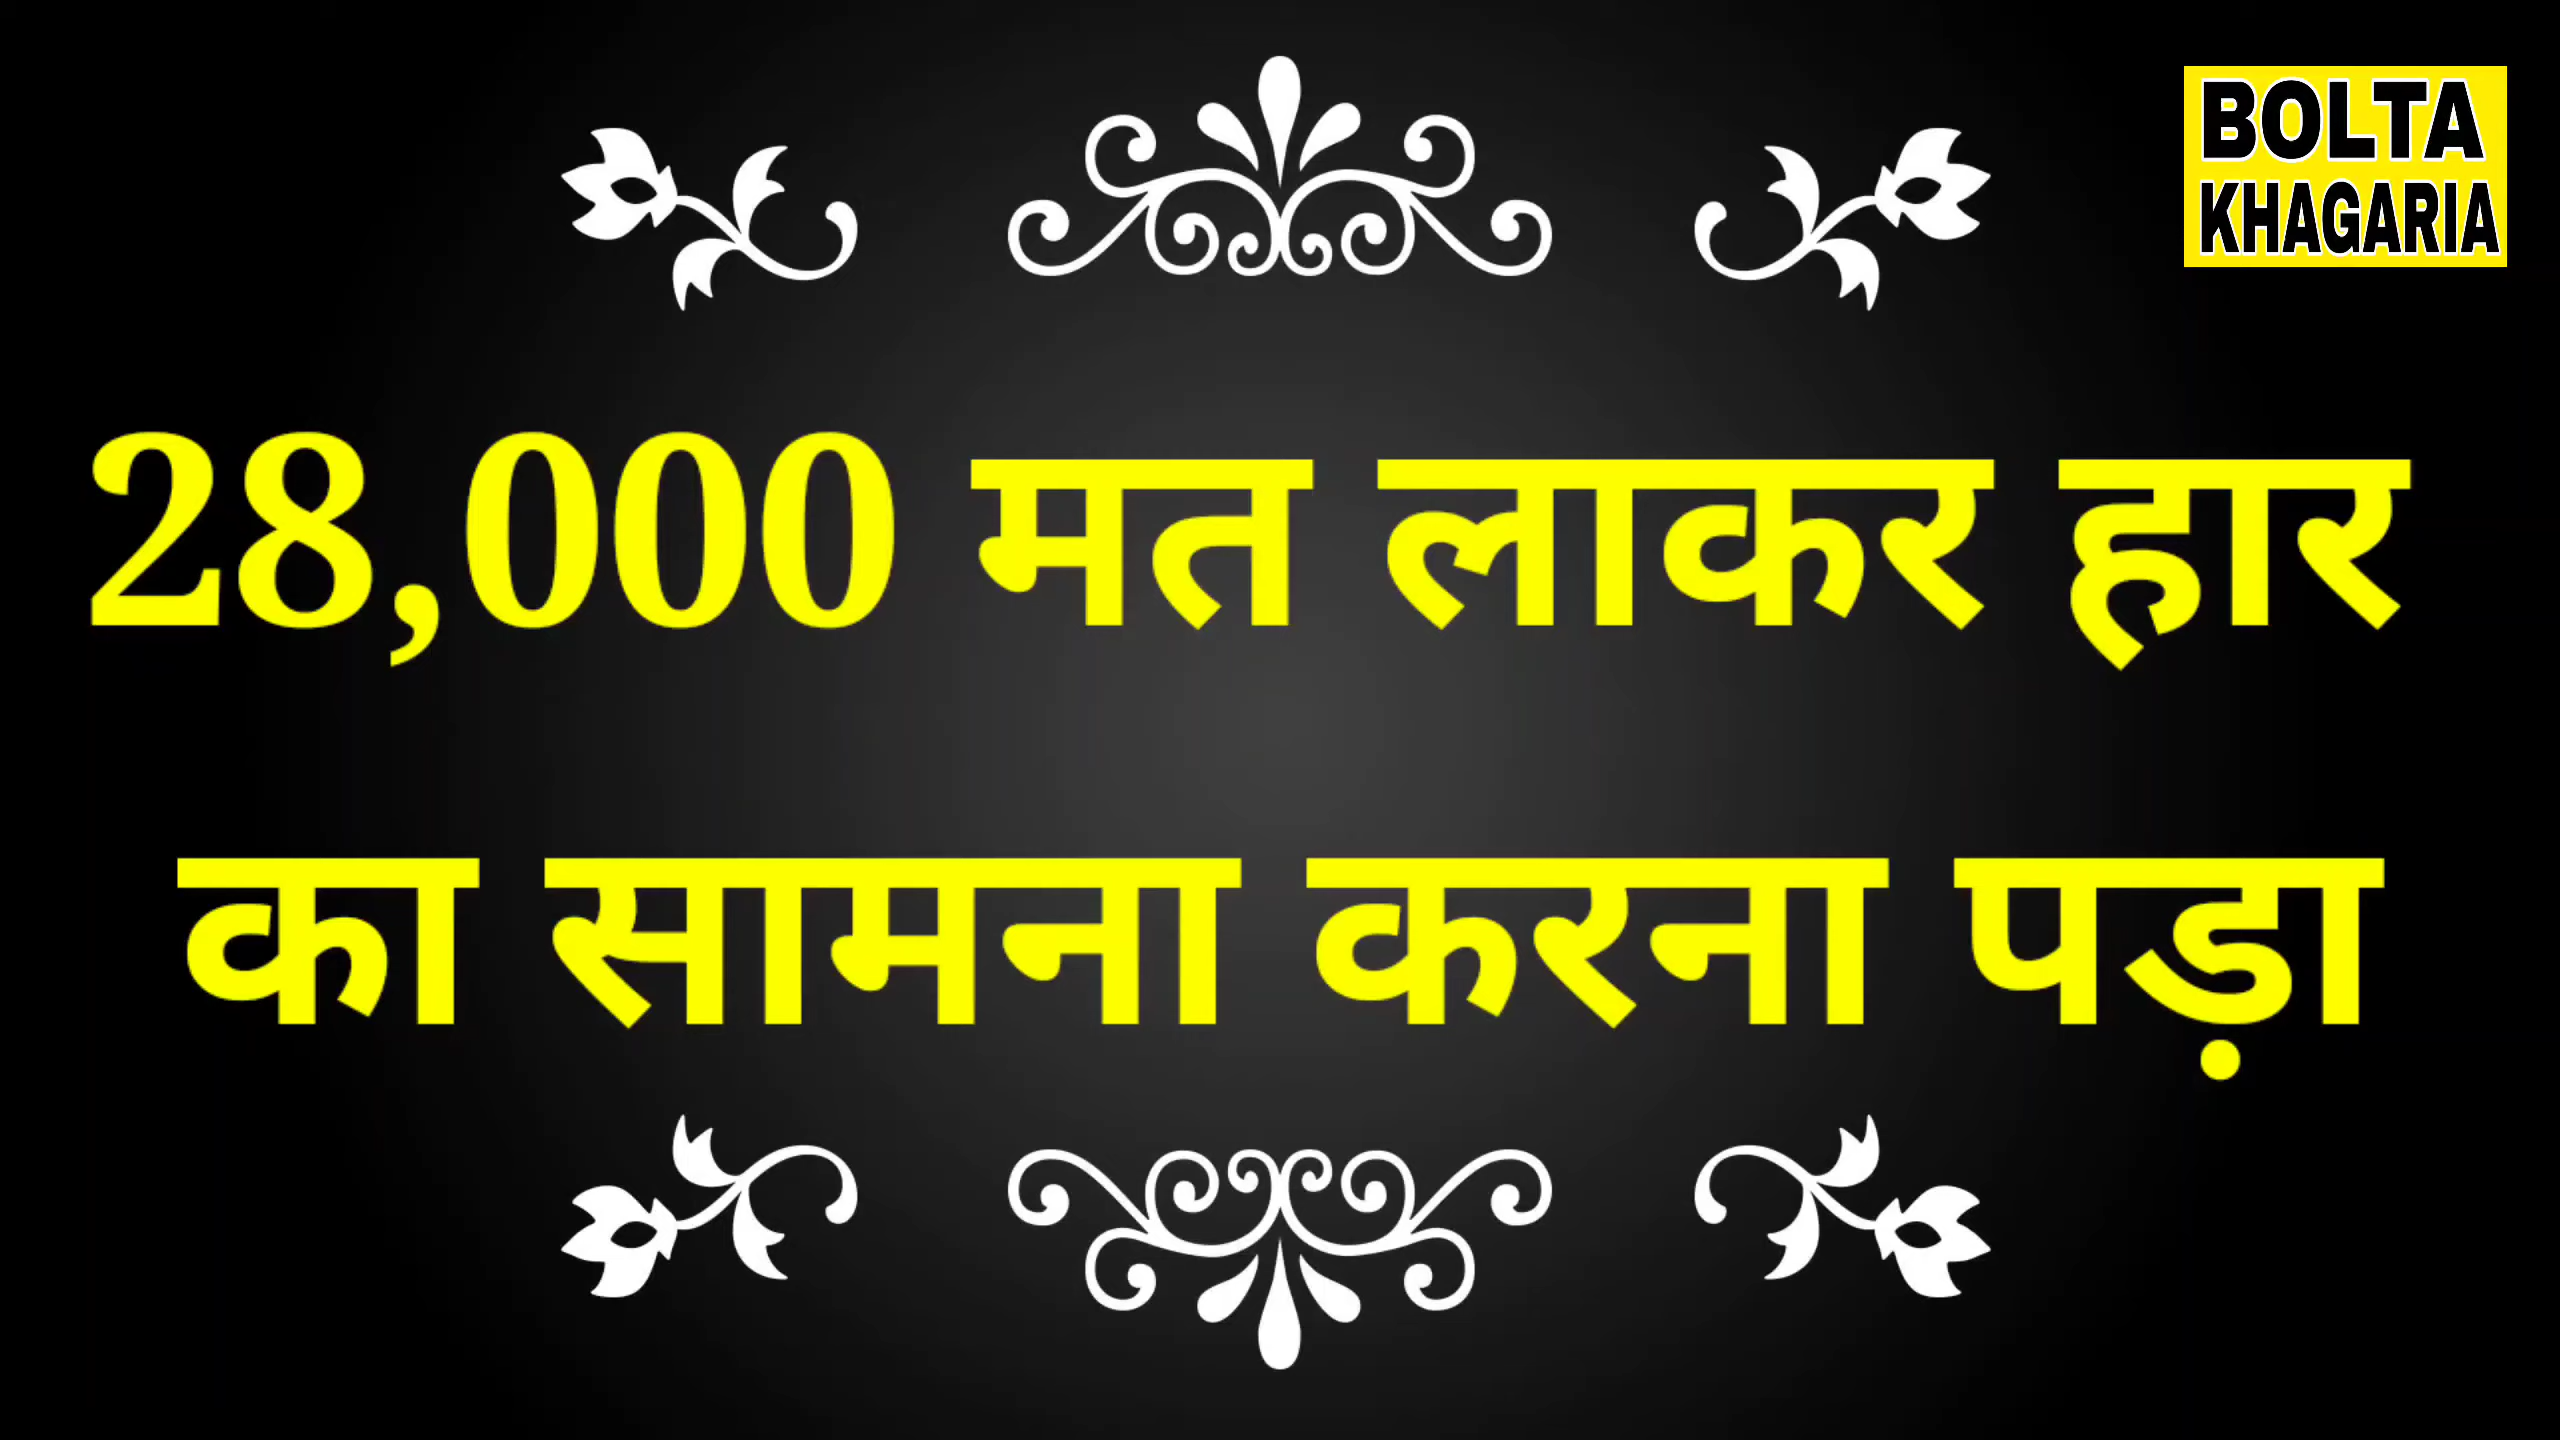 BOLTA
KHAGARIA
28,000 मत लाकर हार
का सामना करना पड़ा